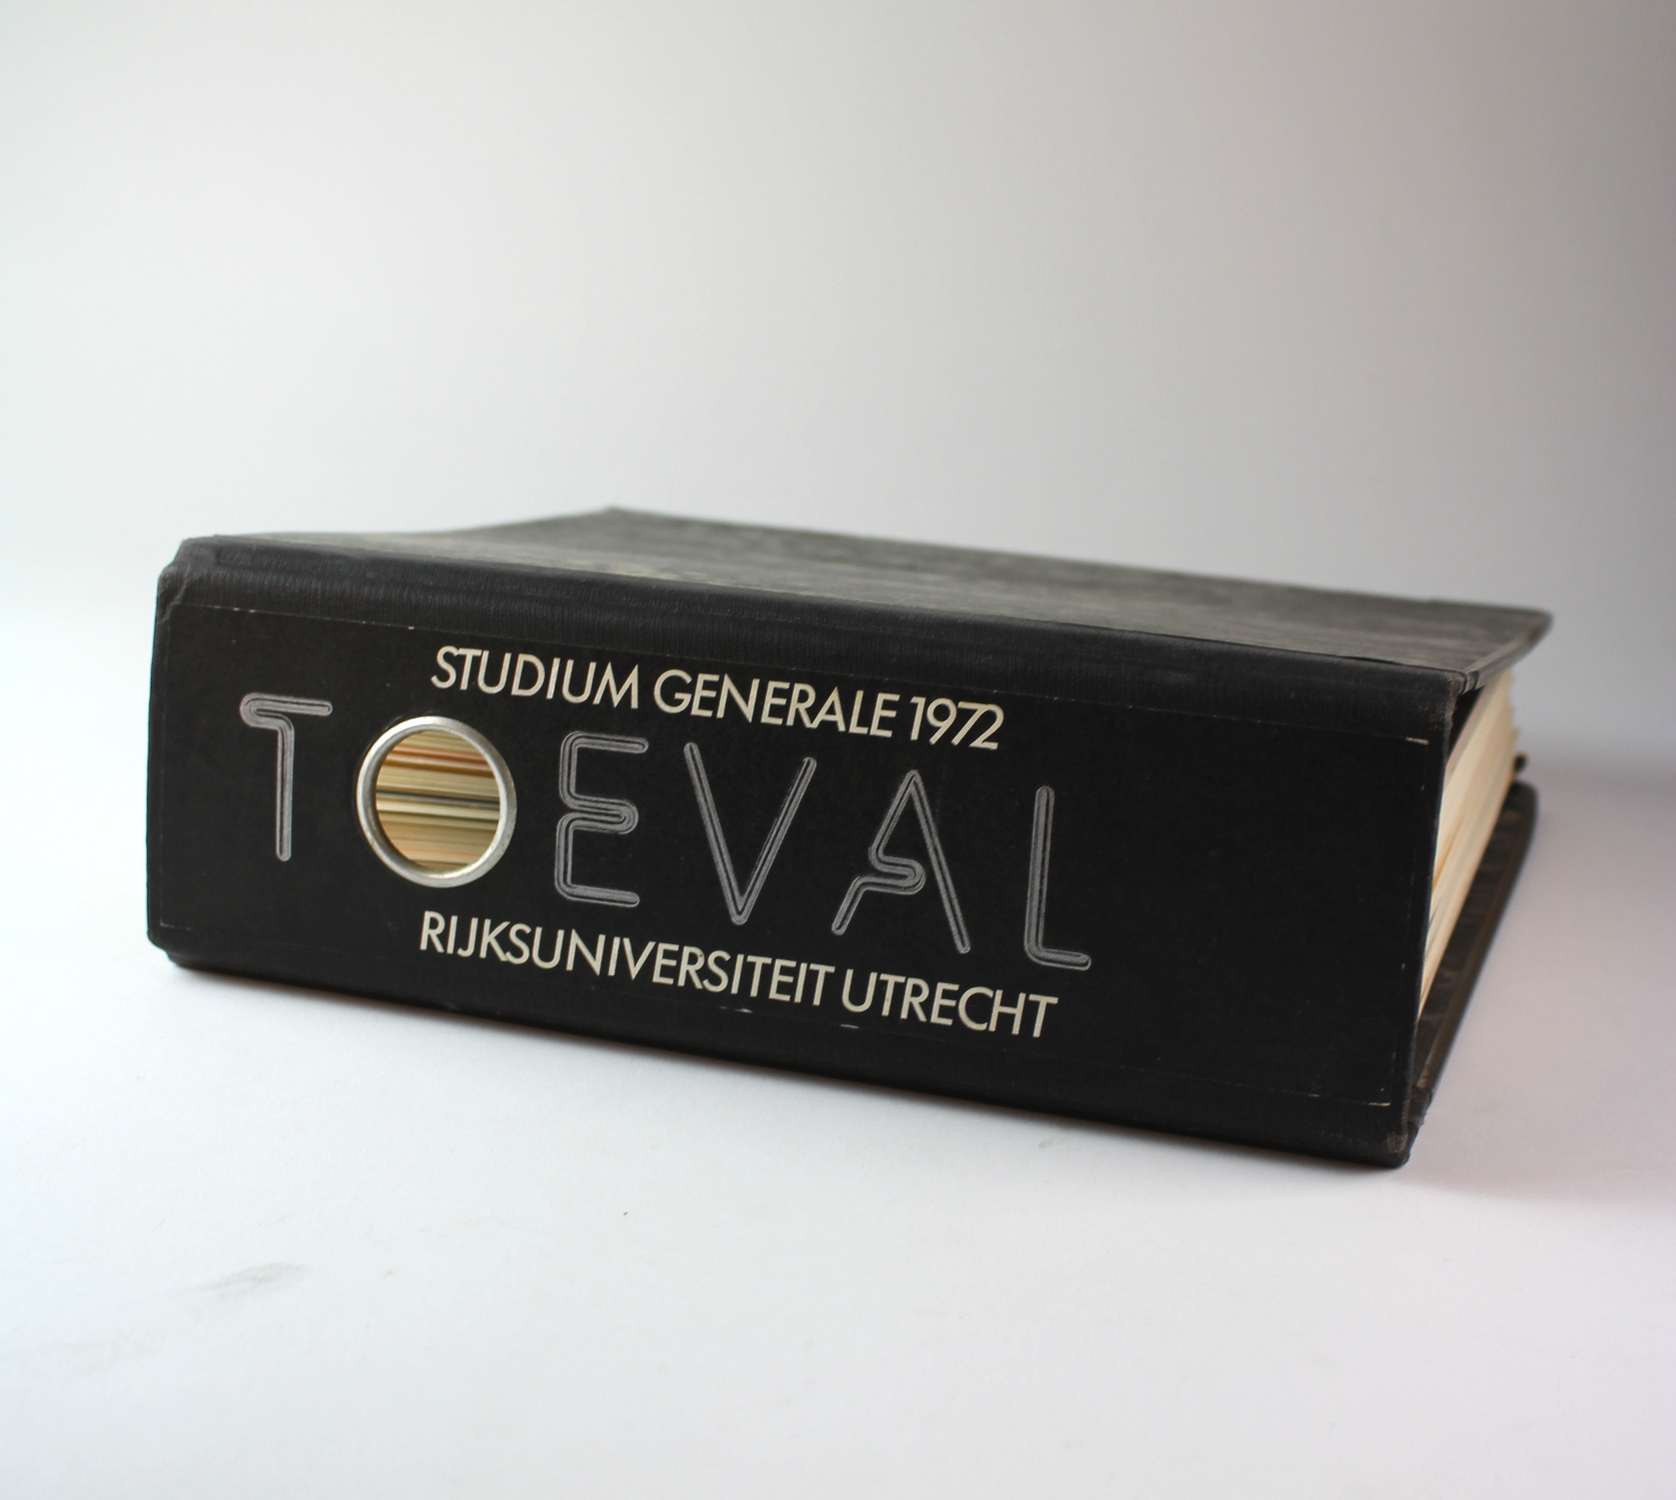 STUDIUM GENERALE 1972
TOEVAL
RIJKSUNIVERSITEIT UTRECHT